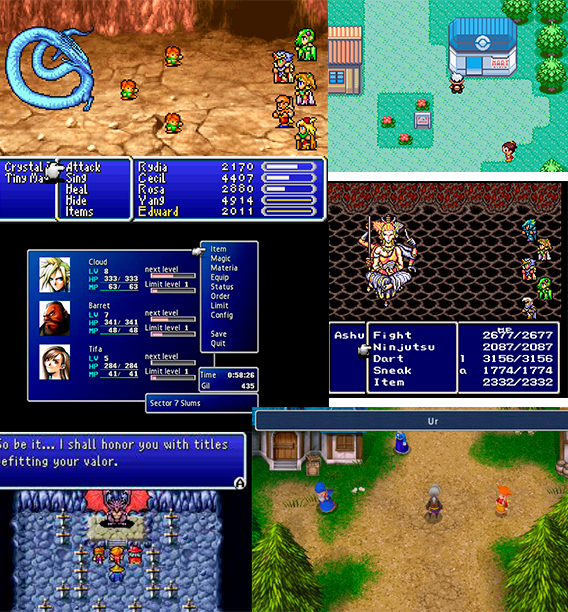 Crystal
Tiny Ma
Attack
Sing
Heal
Hide
Items
Rydia 2170
Cecil 4407
Rosa 2880
Yang 4914
Edward 2011
MART
Cloud
LV 8
HP 333/ 333
MP 63/ 63
next level
Limit level 1
Barret
LV 7
HP 341/ 341
MP 48/ 48
next level
Limit level 1
Tifa
LV 5
HP 284/ 284
MP 41/ 41
next level
Limit level 1
Item
Magic
Materia
Equip
Status
Order
Limit
Config
Save
Quit
Time 0:58:26
Gil 435
Sector 7 Slums
HP
Fight 2677/2677
Ninjutsu 2087/2087
Dart l 3156/3156
Sneak a 1774/1774
Item 2332/2332
So be it... I shall honor you with titles
efitting your valor.
A
Ur